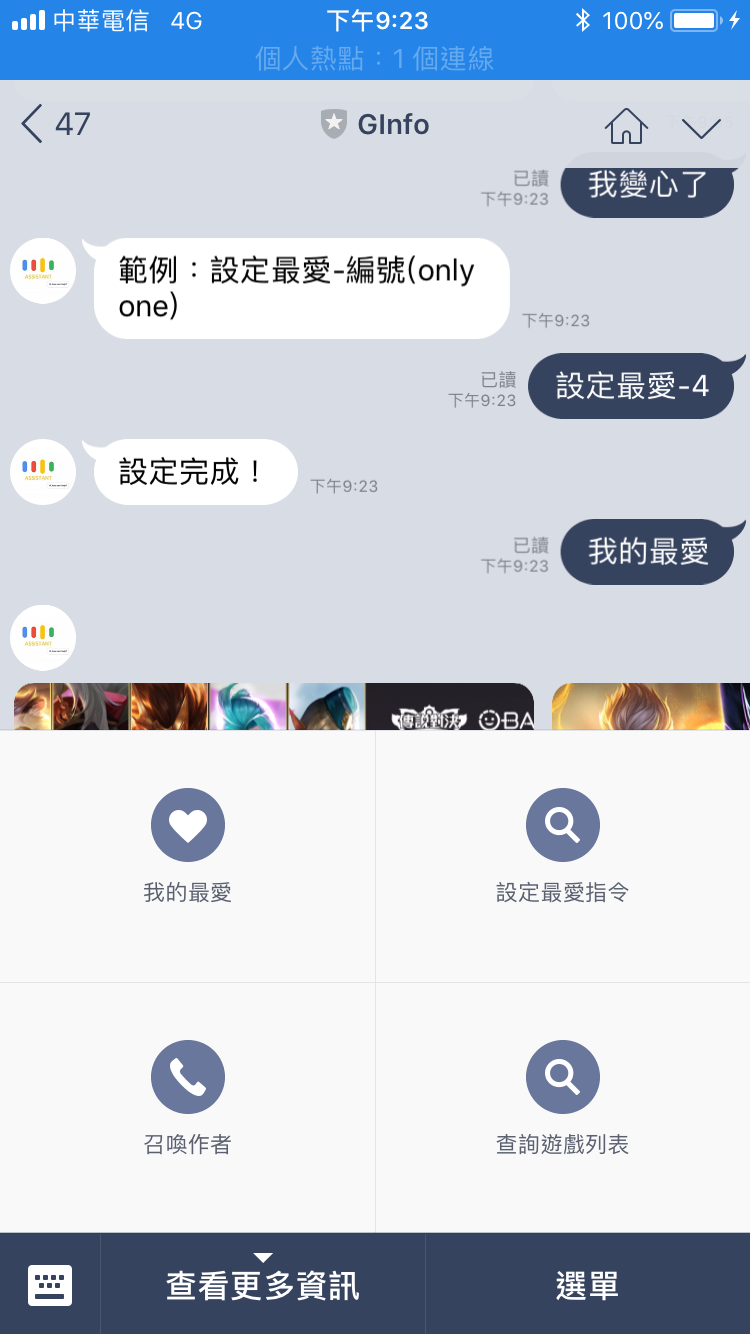 中華電信 4G 下午9:23 100%
個人熱點：1 個連線
47 GInfo
已讀
下午9:23
我變心了
範例：設定最愛-編號(only
one)
下午9:23
已讀
下午9:23
設定最愛-4
ASSISTANT
設定完成！
下午9:23
已讀
下午9:23
我的最愛
ASSISTANT
傳說對決
我的最愛
設定最愛指令
召喚作者
查詢遊戲列表
查看更多資訊
選單